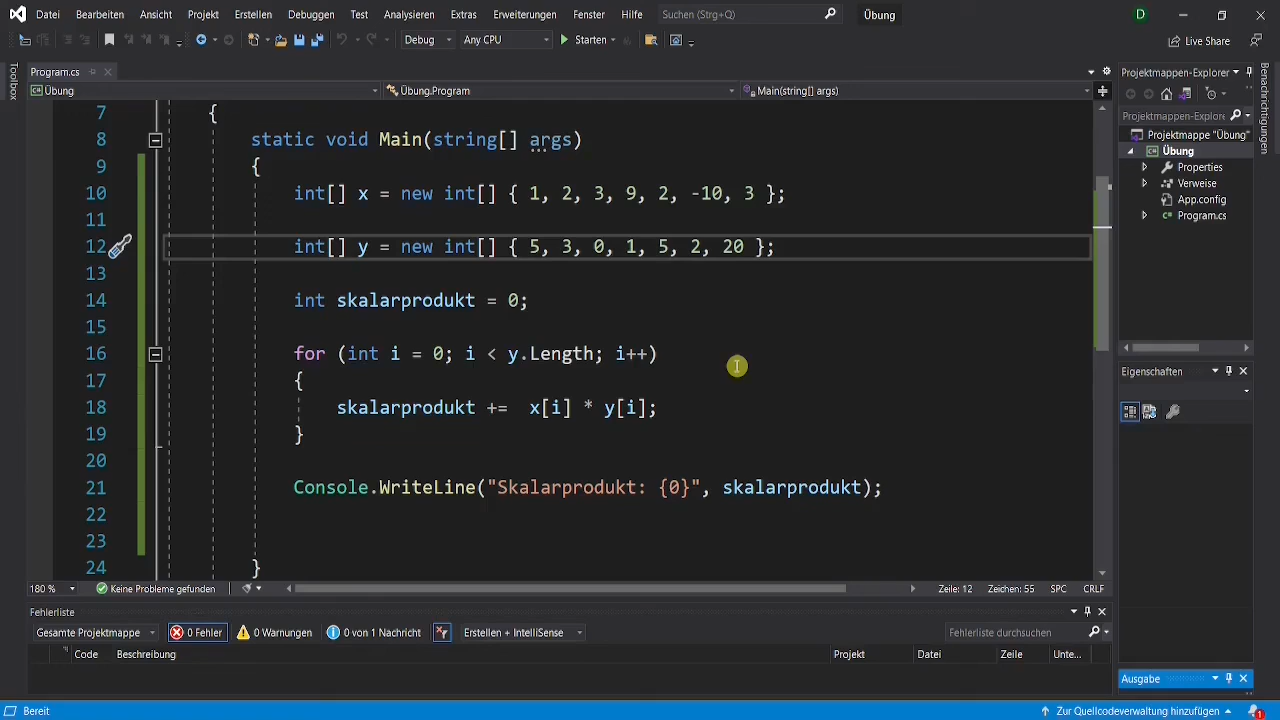 Datei Bearbeiten Ansicht Projekt Erstellen Debuggen Test Analysieren Extras Erweiterungen Fenster Hilfe Suchen (Strg+Q) Übung D
Debug Any CPU Starten Live Share
Toolbox
Program.cs
Übung Übung.Program Main(string[] args)
7 {
8 static void Main(string[] args)
9 {
10 int[] x = new int[] { 1, 2, 3, 9, 2, -10, 3 };
11
12 int[] y = new int[] { 5, 3, 0, 1, 5, 2, 20 };
13
14 int skalarprodukt = 0;
15
16 for (int i = 0; i < y.Length; i++)
17 {
18 skalarprodukt += x[i] * y[i];
19 }
20
21 Console.WriteLine("Skalarprodukt: {0}", skalarprodukt);
22
23
24 }
180 % Keine Probleme gefunden Zeile: 12 Zeichen: 55 SPC CRLF
Projektmappen-Explorer
Projektmappen-Explore
Projektmappe "Übung"
Übung
Properties
Verweise
App.config
Program.cs
Benachrichtigungen
Eigenschaften
Fehlerliste
Gesamte Projektmappe 0 Fehler 0 Warnungen 0 von 1 Nachricht Erstellen + IntelliSense Fehlerliste durchsuchen
Code Beschreibung Projekt Datei Zeile Unte...
Ausgabe
Bereit Zur Quellcodeverwaltung hinzufügen 1